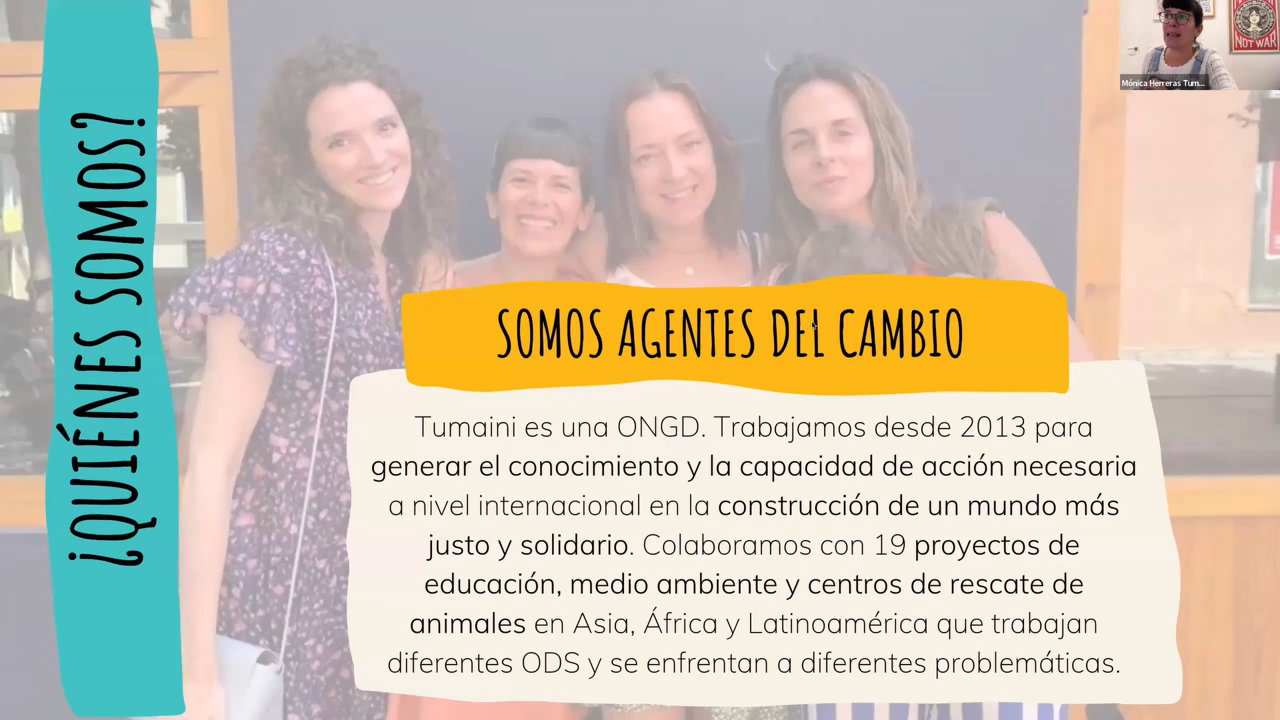 ¿QUIÉNES SOMOS?
NOT WAR
Mónica Herreras Tum...
SOMOS AGENTES DEL CAMBIO
Tumaini es una ONGD. Trabajamos desde 2013 para
generar el conocimiento y la capacidad de acción necesaria
a nivel internacional en la construcción de un mundo más
justo y solidario. Colaboramos con 19 proyectos de
educación, medio ambiente y centros de rescate de
animales en Asia, África y Latinoamérica que trabajan
diferentes ODS y se enfrentan a diferentes problemáticas.